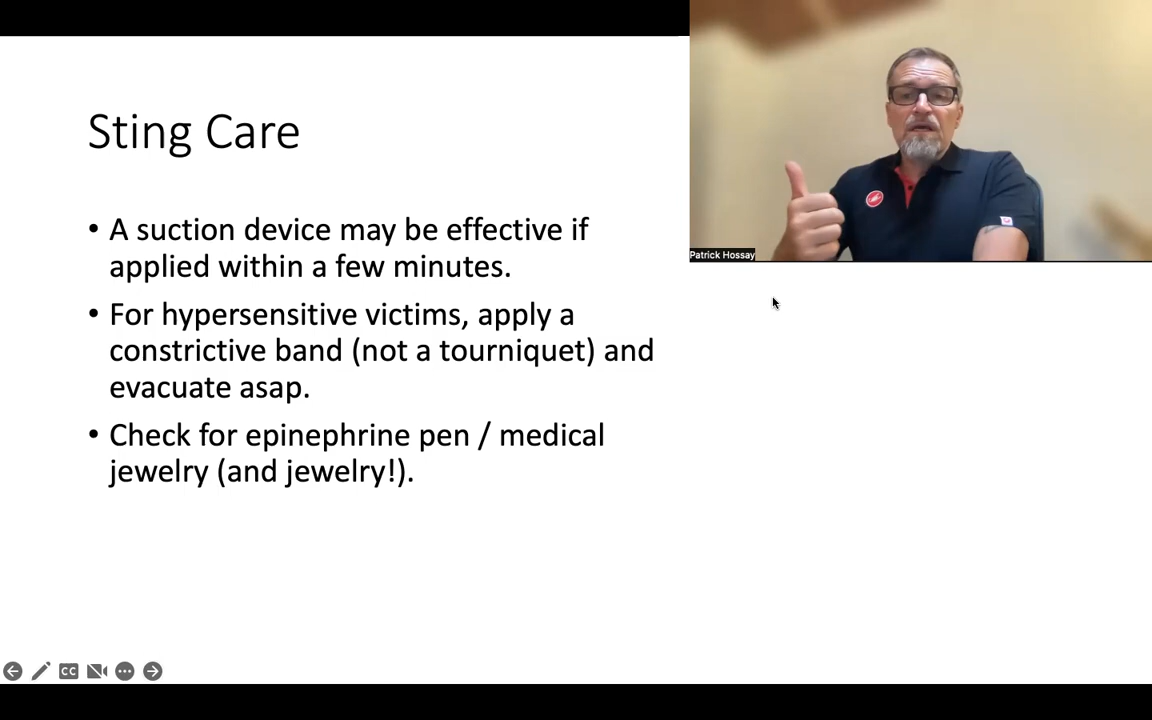 Sting Care
• A suction device may be effective if
applied within a few minutes.
• For hypersensitive victims, apply a
constrictive band (not a tourniquet) and
evacuate asap.
• Check for epinephrine pen / medical
jewelry (and jewelry!).
Patrick Hossay
CC